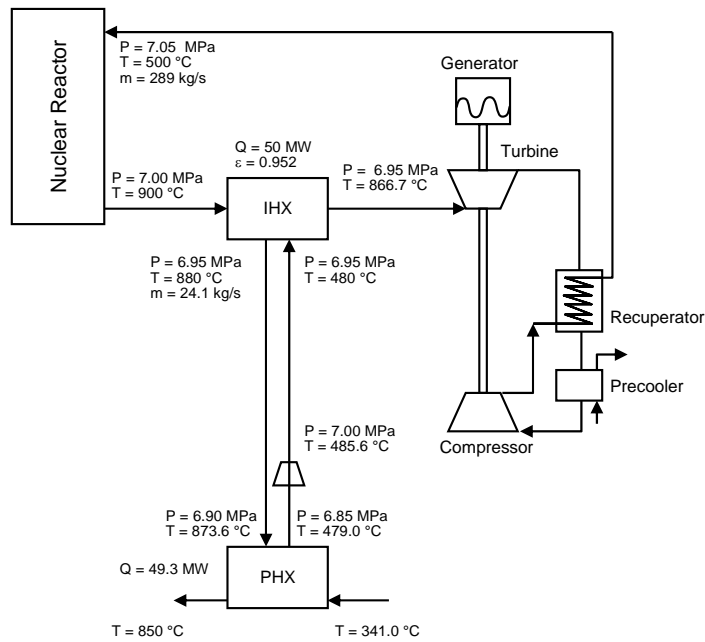 Nuclear Reactor
P = 7.05 MPa
T = 500 °C
m = 289 kg/s
Generator
Turbine
Q = 50 MW
ε = 0.952
P = 7.00 MPa
T = 900 °C
IHX
P = 6.95 MPa
T = 866.7 °C
P = 6.95 MPa
T = 880 °C
m = 24.1 kg/s
P = 6.95 MPa
T = 480 °C
Recuperator
Precooler
Compressor
P = 7.00 MPa
T = 485.6 °C
P = 6.90 MPa
T = 873.6 °C
P = 6.85 MPa
T = 479.0 °C
Q = 49.3 MW
PHX
T = 850 °C
T = 341.0 °C